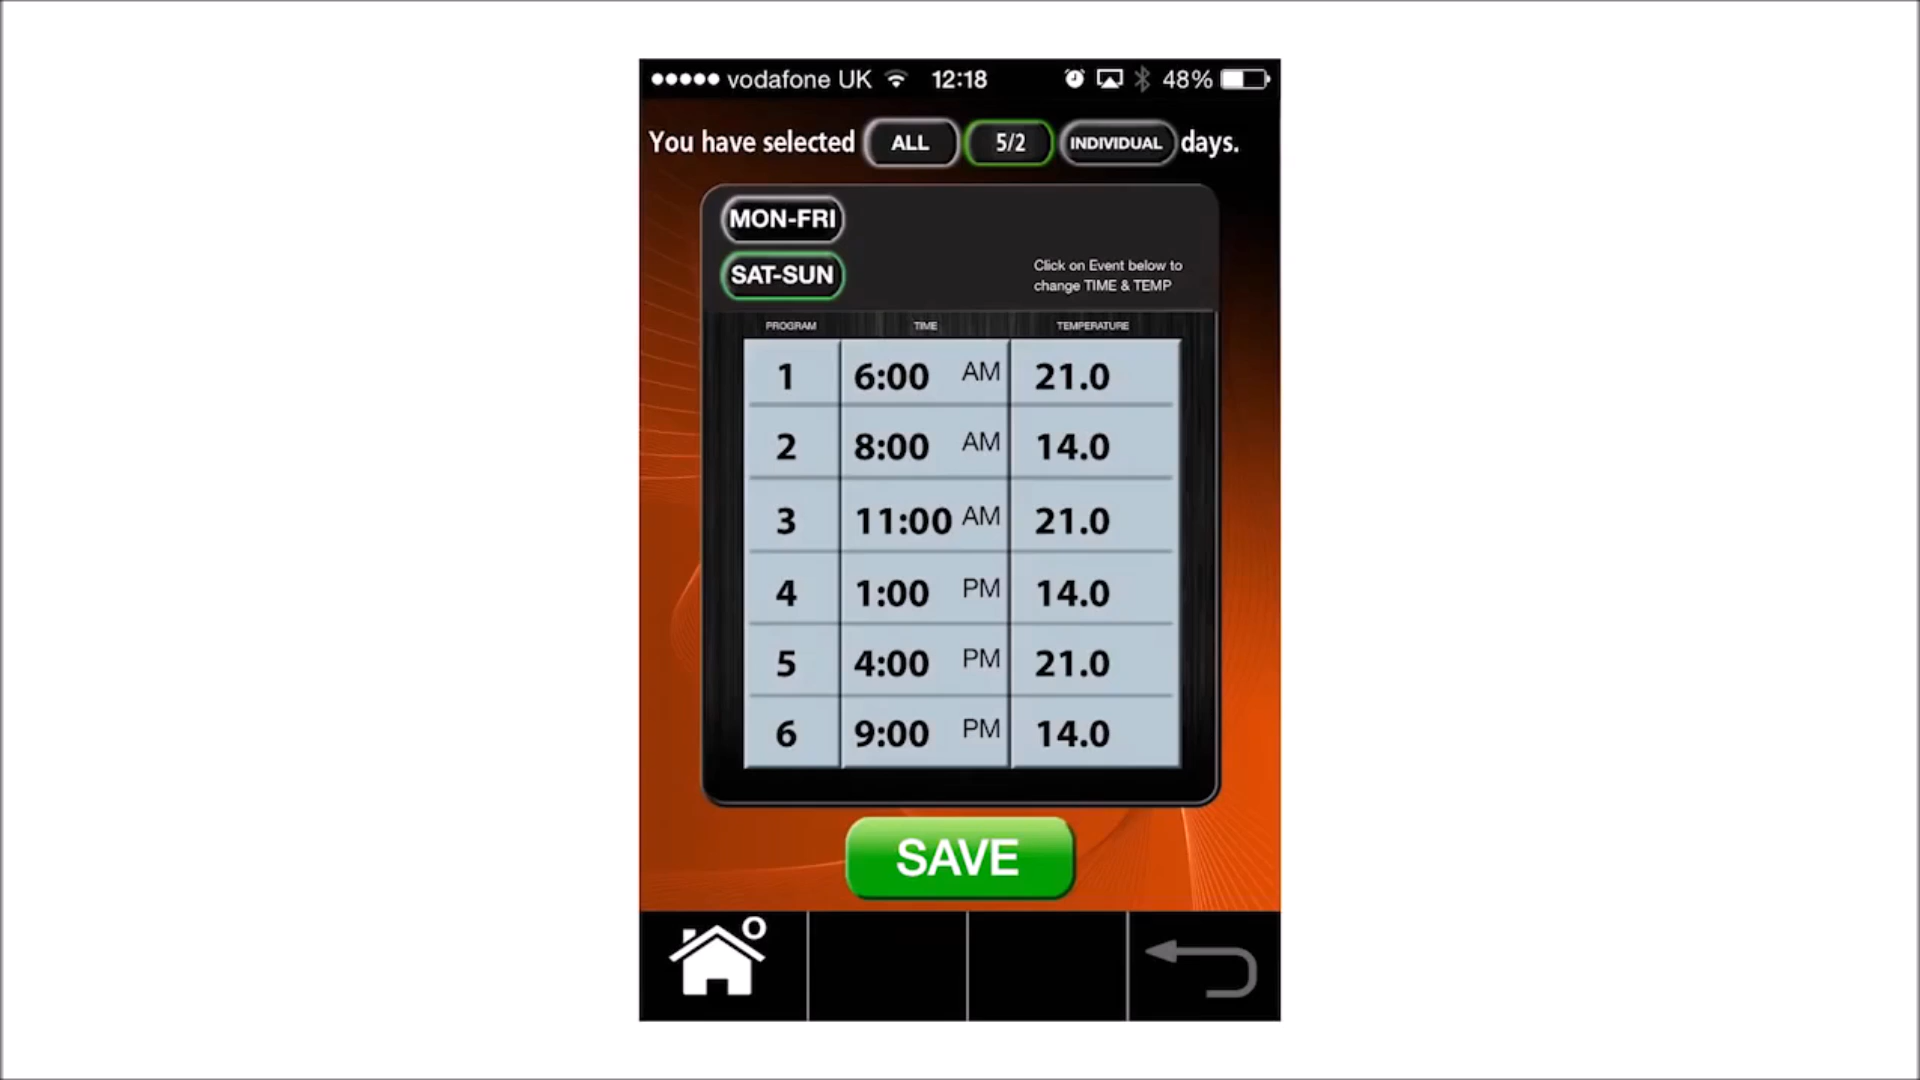 vodafone UK 12:18 48%
You have selected ALL 5/2 INDIVIDUAL days.
MON-FRI
SAT-SUN
Click on Event below to
change TIME & TEMP
PROGRAM TIME TEMPERATURE
1 6:00 AM 21.0
2 8:00 AM 14.0
3 11:00 AM 21.0
4 1:00 PM 14.0
5 4:00 PM 21.0
6 9:00 PM 14.0
SAVE